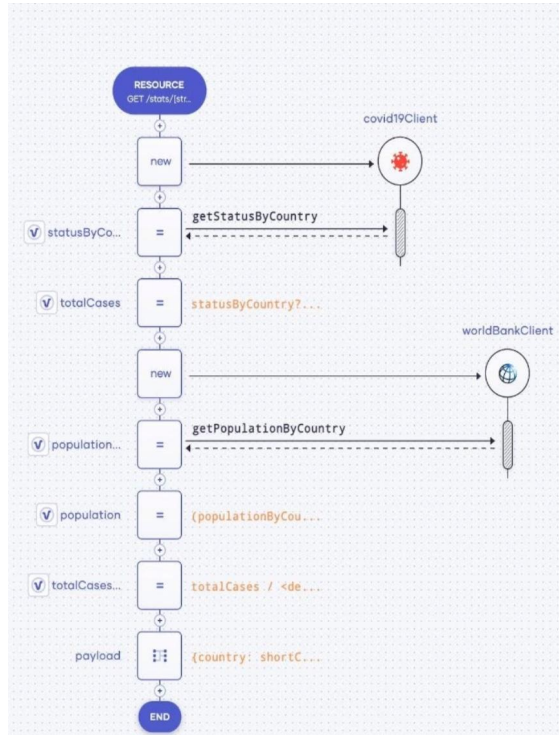 RESOURCE
GET /stats/[str...
covid19Client
new
statusByCo... = getStatusByCountry
totalCases = statusByCountry?...
worldBankClient
new
population... = getPopulationByCountry
population = (populationByCou...
totalCases... = totalCases / <de...
payload {country: shortC...
END